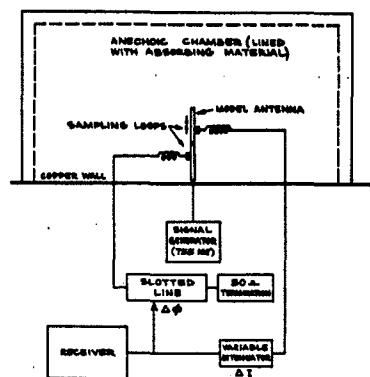 ANECHOIC CHAMBER (LINED
WITH ABSORBING MATERIAL)
MODEL ANTENNA
SAMPLING LOOPS
COPPER WALL
SIGNAL
GENERATOR
SLOTTED
LINE
50Ω
TERMINATION
Δφ
RECEIVER
VARIABLE
ATTENUATOR
ΔI